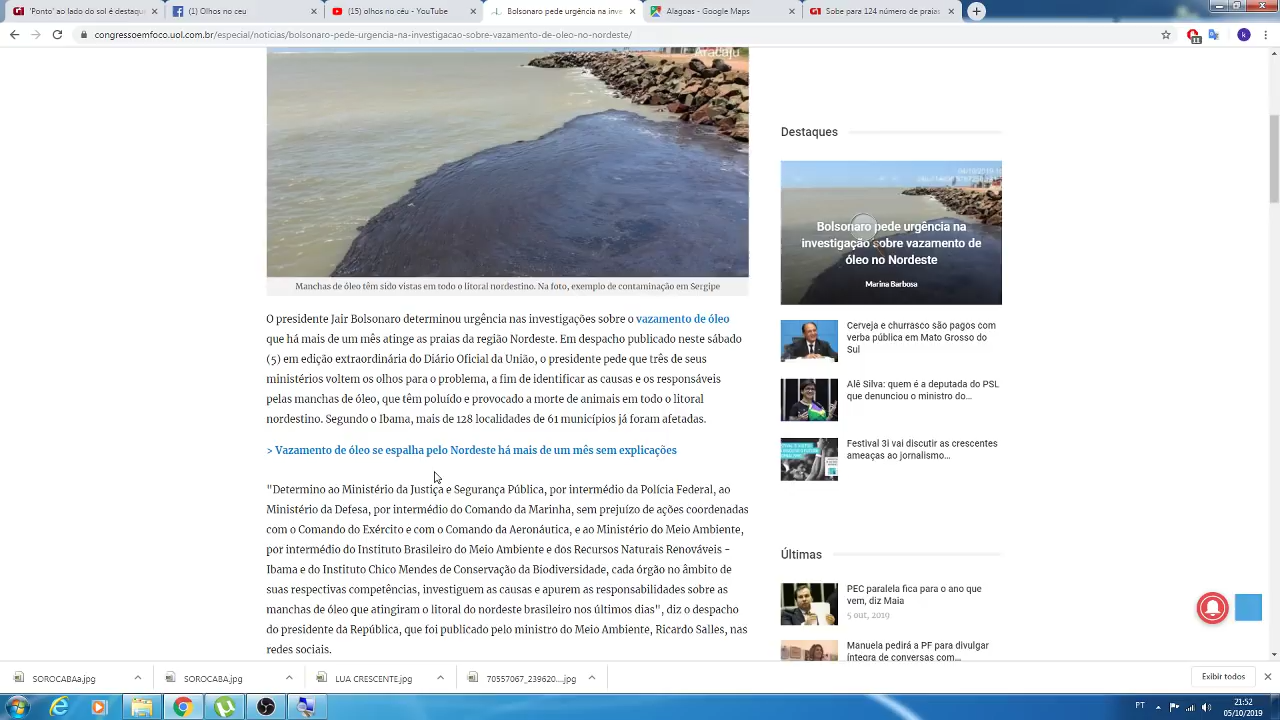 'Ponto' ao lado do sol é destaqu
(1) Olhos no ceu
(15) olhos no céu - YouTube
Bolsonaro pede urgência na inve
Alagoas - Google Maps
Sobe para 124 número de praias
congressoemfoco.uol.com.br/especial/noticias/bolsonaro-pede-urgencia-na-investigacao-sobre-vazamento-de-oleo-no-nordeste/
11
k
Aracaju
Manchas de óleo têm sido vistas em todo o litoral nordestino. Na foto, exemplo de contaminação em Sergipe
O presidente Jair Bolsonaro determinou urgência nas investigações sobre o vazamento de óleo
que há mais de um mês atinge as praias da região Nordeste. Em despacho publicado neste sábado
(5) em edição extraordinária do Diário Oficial da União, o presidente pede que três de seus
ministérios voltem os olhos para o problema, a fim de identificar as causas e os responsáveis
pelas manchas de óleo, que têm poluído e provocado a morte de animais em todo o litoral
nordestino. Segundo o Ibama, mais de 128 localidades de 61 municípios já foram afetadas.
> Vazamento de óleo se espalha pelo Nordeste há mais de um mês sem explicações
"Determino ao Ministério da Justiça e Segurança Pública, por intermédio da Polícia Federal, ao
Ministério da Defesa, por intermédio do Comando da Marinha, sem prejuízo de ações coordenadas
com o Comando do Exército e com o Comando da Aeronáutica, e ao Ministério do Meio Ambiente,
por intermédio do Instituto Brasileiro do Meio Ambiente e dos Recursos Naturais Renováveis -
Ibama e do Instituto Chico Mendes de Conservação da Biodiversidade, cada órgão no âmbito de
suas respectivas competências, investiguem as causas e apurem as responsabilidades sobre as
manchas de óleo que atingiram o litoral do nordeste brasileiro nos últimos dias", diz o despacho
do presidente da República, que foi publicado pelo ministro do Meio Ambiente, Ricardo Salles, nas
redes sociais.
Destaques
Bolsonaro pede urgência na
investigação sobre vazamento de
óleo no Nordeste
Marina Barbosa
Cerveja e churrasco são pagos com
verba pública em Mato Grosso do
Sul
Alê Silva: quem é a deputada do PSL
que denunciou o ministro do...
Festival 3i vai discutir as crescentes
ameaças ao jornalismo...
Últimas
PEC paralela fica para o ano que
vem, diz Maia
5 out, 2019
Manuela pedirá a PF para divulgar
íntegra de conversas com...
SOROCABAa.jpg
SOROCABA.jpg
LUA CRESCENTE.jpg
70557067_239620....jpg
Exibir todos
PT
21:52
05/10/2019